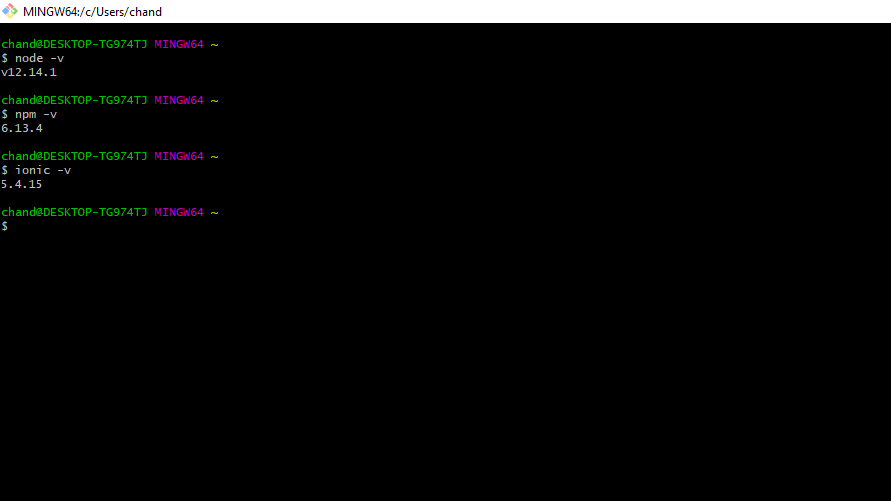 MINGW64:/c/Users/chand
chand@DESKTOP-TG974TJ MINGW64 ~
$ node -v
v12.14.1
chand@DESKTOP-TG974TJ MINGW64 ~
$ npm -v
6.13.4
chand@DESKTOP-TG974TJ MINGW64 ~
$ ionic -v
5.4.15
chand@DESKTOP-TG974TJ MINGW64 ~
$